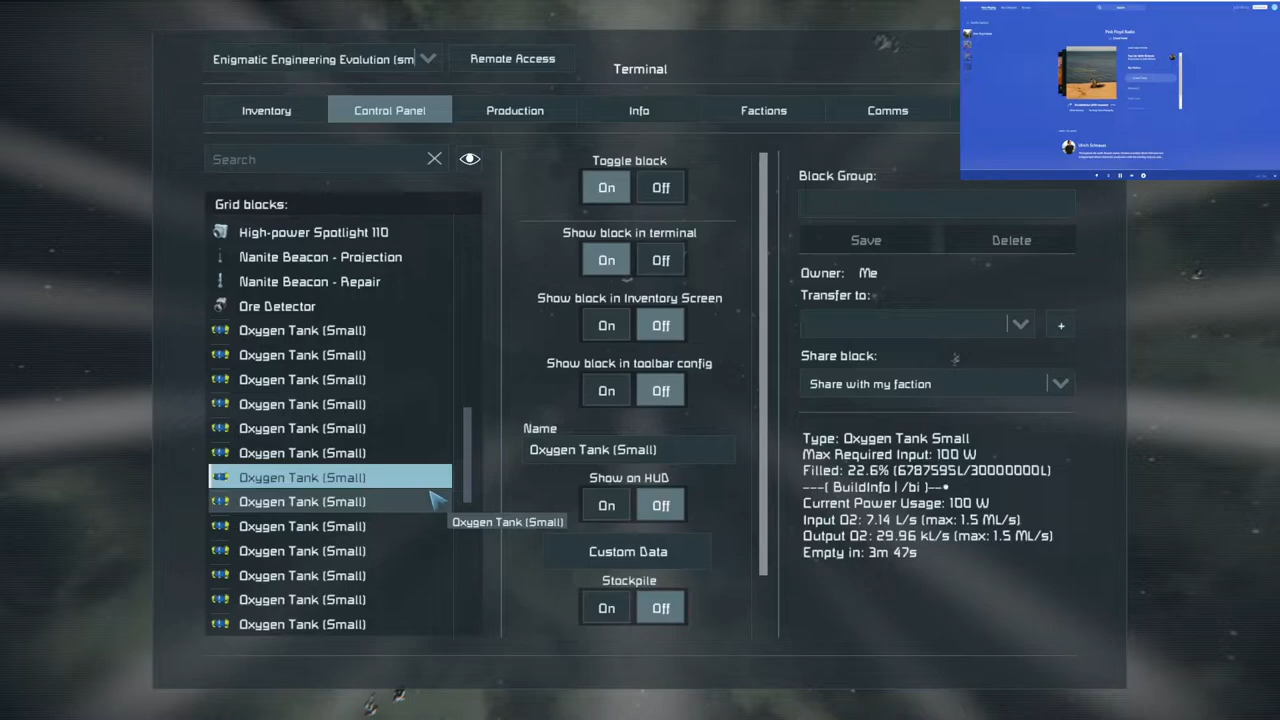 Enigmatic Engineering Evolution (sm
Remote Access
Terminal
Inventory
Control Panel
Production
Info
Factions
Comms
Pink Floyd Radio
Search
Grid blocks:
High-power Spotlight 110
Nanite Beacon - Projection
Nanite Beacon - Repair
Ore Detector
Oxygen Tank (Small)
Oxygen Tank (Small)
Oxygen Tank (Small)
Oxygen Tank (Small)
Oxygen Tank (Small)
Oxygen Tank (Small)
Oxygen Tank (Small)
Oxygen Tank (Small)
Oxygen Tank (Small)
Oxygen Tank (Small)
Oxygen Tank (Small)
Oxygen Tank (Small)
Oxygen Tank (Small)
Oxygen Tank (Small)
Toggle block
On Off
Show block in terminal
On Off
Show block in Inventory Screen
On Off
Show block in toolbar config
On Off
Name
Oxygen Tank (Small)
Show on HUD
On Off
Custom Data
Stockpile
On Off
Ulrich Schnauss
Block Group:
Save
Delete
Owner: Me
Transfer to:
+
Share block:
Share with my faction
Type: Oxygen Tank Small
Max Required Input: 100 W
Filled: 22.6% (6787595L/30000000L)
---( BuildInfo | /bi )--•
Current Power Usage: 100 W
Input O2: 7.14 L/s (max: 1.5 ML/s)
Output O2: 29.96 kL/s (max: 1.5 ML/s)
Empty in: 3m 47s